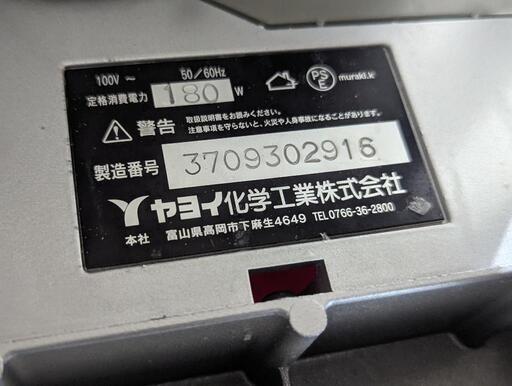 100V ～ 50/60Hz
定格消費電力 180 W
PS
E
muraki.k
取扱説明書をお読みください。
警告 注意事項を守らないと、火災や人身事故になることがあります。
製造番号 3709302916
ヤヨイ化学工業株式会社
本社 富山県高岡市下麻生4649 TEL0766-36-2800